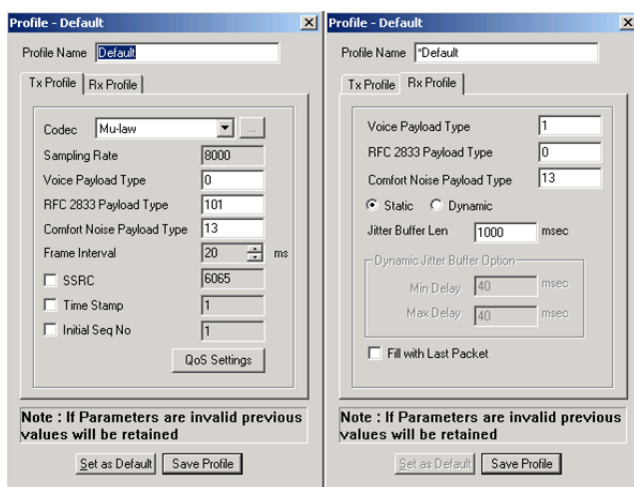 Profile - Default
Profile Name Default
Tx Profile Rx Profile
Codec Mu-law ...
Sampling Rate 8000
Voice Payload Type 0
RFC 2833 Payload Type 101
Comfort Noise Payload Type 13
Frame Interval 20 ms
SSRC 6065
Time Stamp 1
Initial Seq No 1
QoS Settings
Note : If Parameters are invalid previous
values will be retained
Set as Default Save Profile
Profile - Default
Profile Name *Default
Tx Profile Rx Profile
Voice Payload Type 1
RFC 2833 Payload Type 0
Comfort Noise Payload Type 13
Static Dynamic
Jitter Buffer Len 1000 msec
Dynamic Jitter Buffer Option
Min Delay 40 msec
Max Delay 40 msec
Fill with Last Packet
Note : If Parameters are invalid previous
values will be retained
Set as Default Save Profile